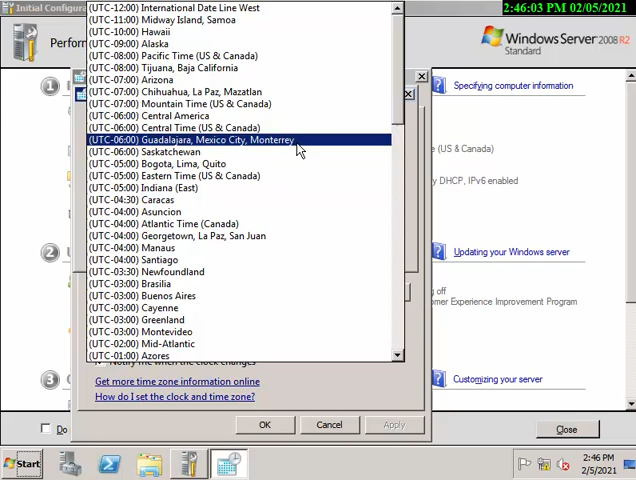 Initial Configura
2:46:03 PM 02/05/2021
Perforn
Windows Server 2008 R2
Standard
(UTC-12:00) International Date Line West
(UTC-11:00) Midway Island, Samoa
(UTC-10:00) Hawaii
(UTC-09:00) Alaska
(UTC-08:00) Pacific Time (US & Canada)
(UTC-08:00) Tijuana, Baja California
(UTC-07:00) Arizona
(UTC-07:00) Chihuahua, La Paz, Mazatlan
(UTC-07:00) Mountain Time (US & Canada)
(UTC-06:00) Central America
(UTC-06:00) Central Time (US & Canada)
(UTC-06:00) Guadalajara, Mexico City, Monterrey
(UTC-06:00) Saskatchewan
(UTC-05:00) Bogota, Lima, Quito
(UTC-05:00) Eastern Time (US & Canada)
(UTC-05:00) Indiana (East)
(UTC-04:30) Caracas
(UTC-04:00) Asuncion
(UTC-04:00) Atlantic Time (Canada)
(UTC-04:00) Georgetown, La Paz, San Juan
(UTC-04:00) Manaus
(UTC-04:00) Santiago
(UTC-03:30) Newfoundland
(UTC-03:00) Brasilia
(UTC-03:00) Buenos Aires
(UTC-03:00) Cayenne
(UTC-03:00) Greenland
(UTC-03:00) Montevideo
(UTC-02:00) Mid-Atlantic
(UTC-01:00) Azores
Notify me when the clock changes
Get more time zone information online
How do I set the clock and time zone?
OK
Cancel
Apply
1
Specifying computer information
e (US & Canada)
y DHCP, IPv6 enabled
2
Updating your Windows server
off
omer Experience Improvement Program
3
Customizing your server
Do
Close
Start
2:46 PM
2/5/2021